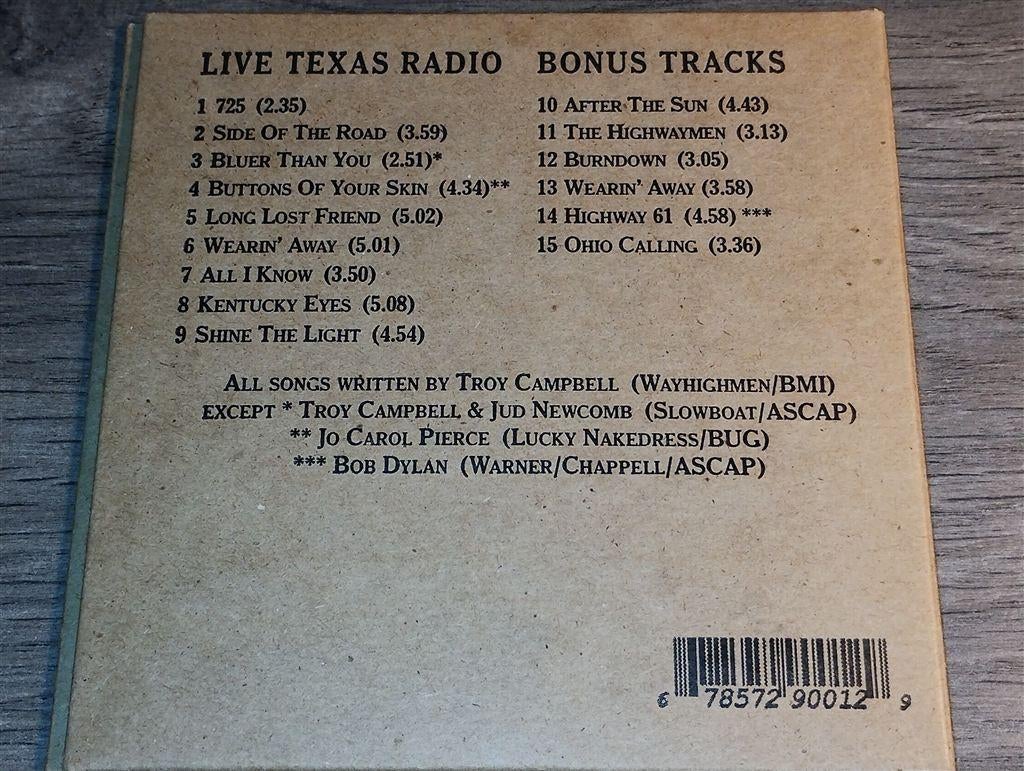 LIVE TEXAS RADIO
1 725 (2.35)
2 SIDE OF THE ROAD (3.59)
3 BLUER THAN YOU (2.51)*
4 BUTTONS OF YOUR SKIN (4.34)**
5 LONG LOST FRIEND (5.02)
6 WEARIN' AWAY (5.01)
7 ALL I KNOW (3.50)
8 KENTUCKY EYES (5.08)
9 SHINE THE LIGHT (4.54)
BONUS TRACKS
10 AFTER THE SUN (4.43)
11 THE HIGHWAYMEN (3.13)
12 BURNDOWN (3.05)
13 WEARIN' AWAY (3.58)
14 HIGHWAY 61 (4.58) ***
15 OHIO CALLING (3.36)
ALL SONGS WRITTEN BY TROY CAMPBELL (WAYHIGHMEN/BMI)
EXCEPT * TROY CAMPBELL & JUD NEWCOMB (SLOWBOAT/ASCAP)
** JO CAROL PIERCE (LUCKY NAKEDRESS/BUG)
*** BOB DYLAN (WARNER/CHAPPELL/ASCAP)
6 78572 90012 9